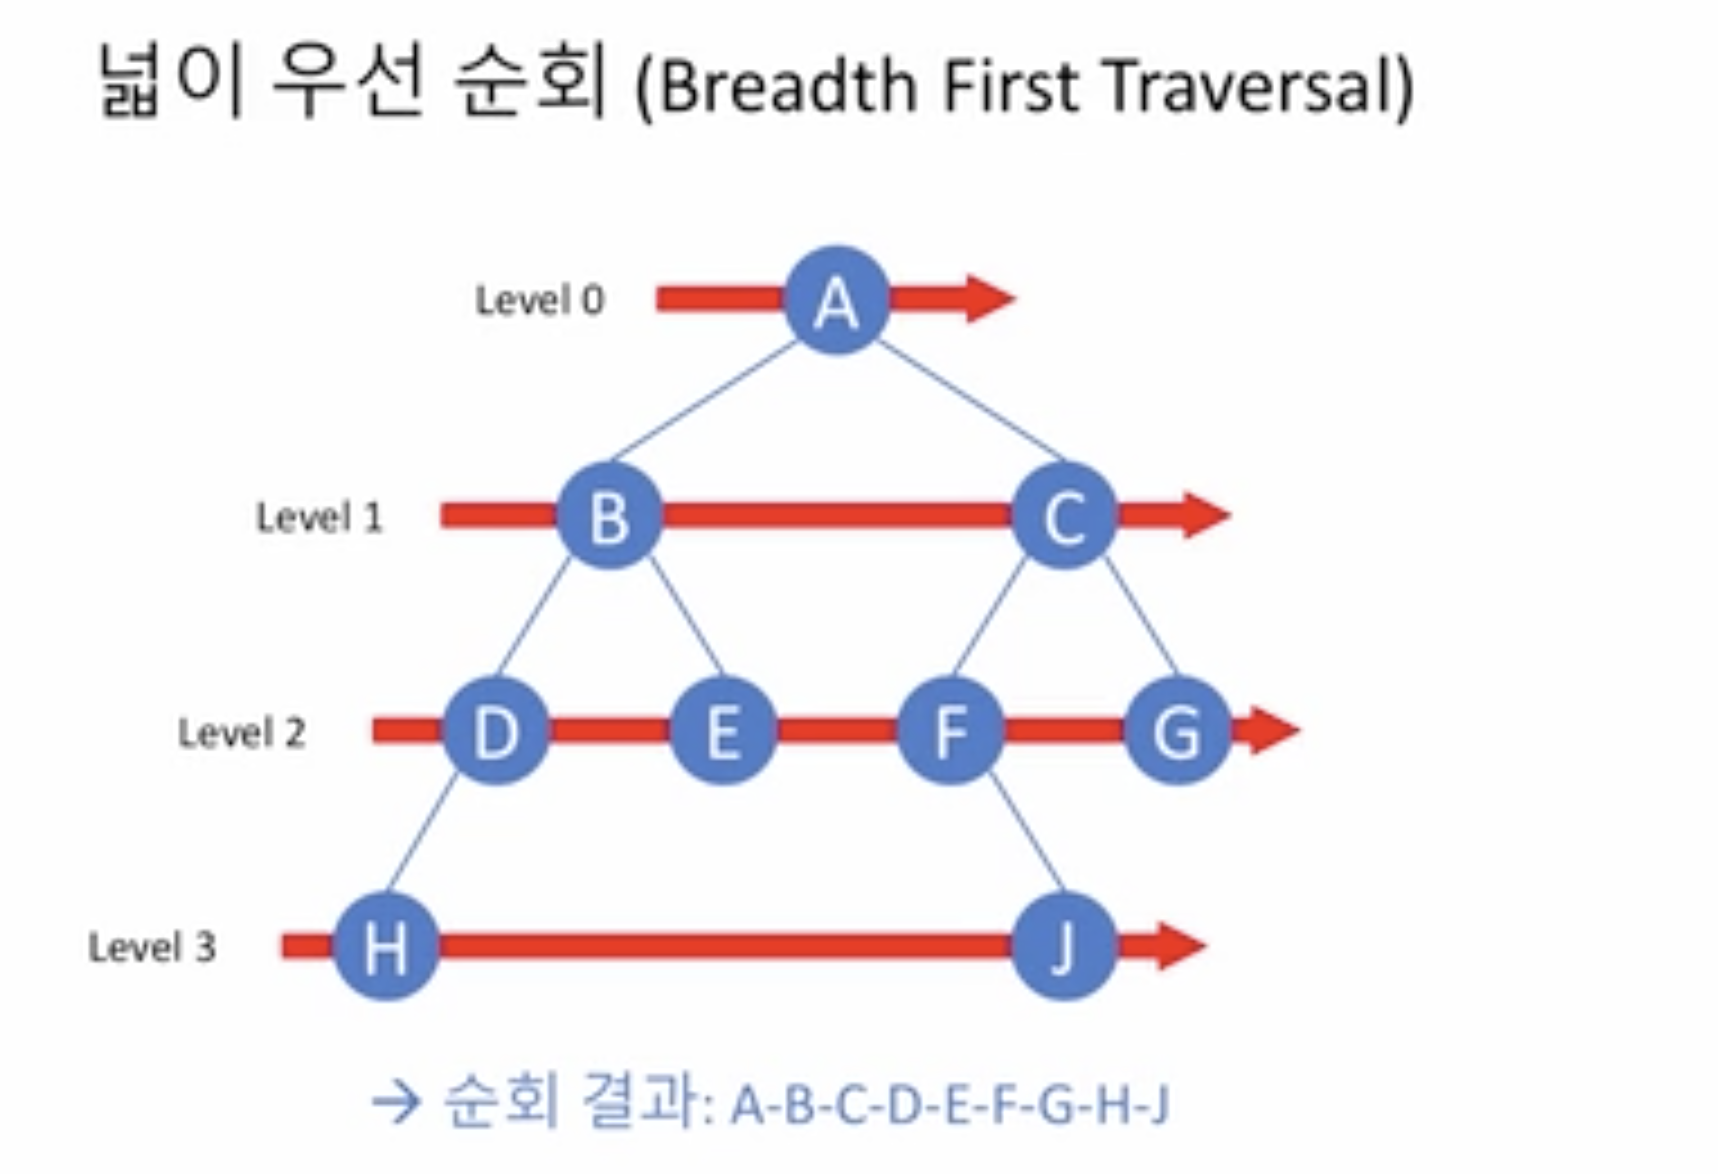 넓이 우선 순회 (Breadth First Traversal)
Level 0 A
Level 1 B C
Level 2 D E F G
Level 3 H J
→ 순회 결과: A-B-C-D-E-F-G-H-J